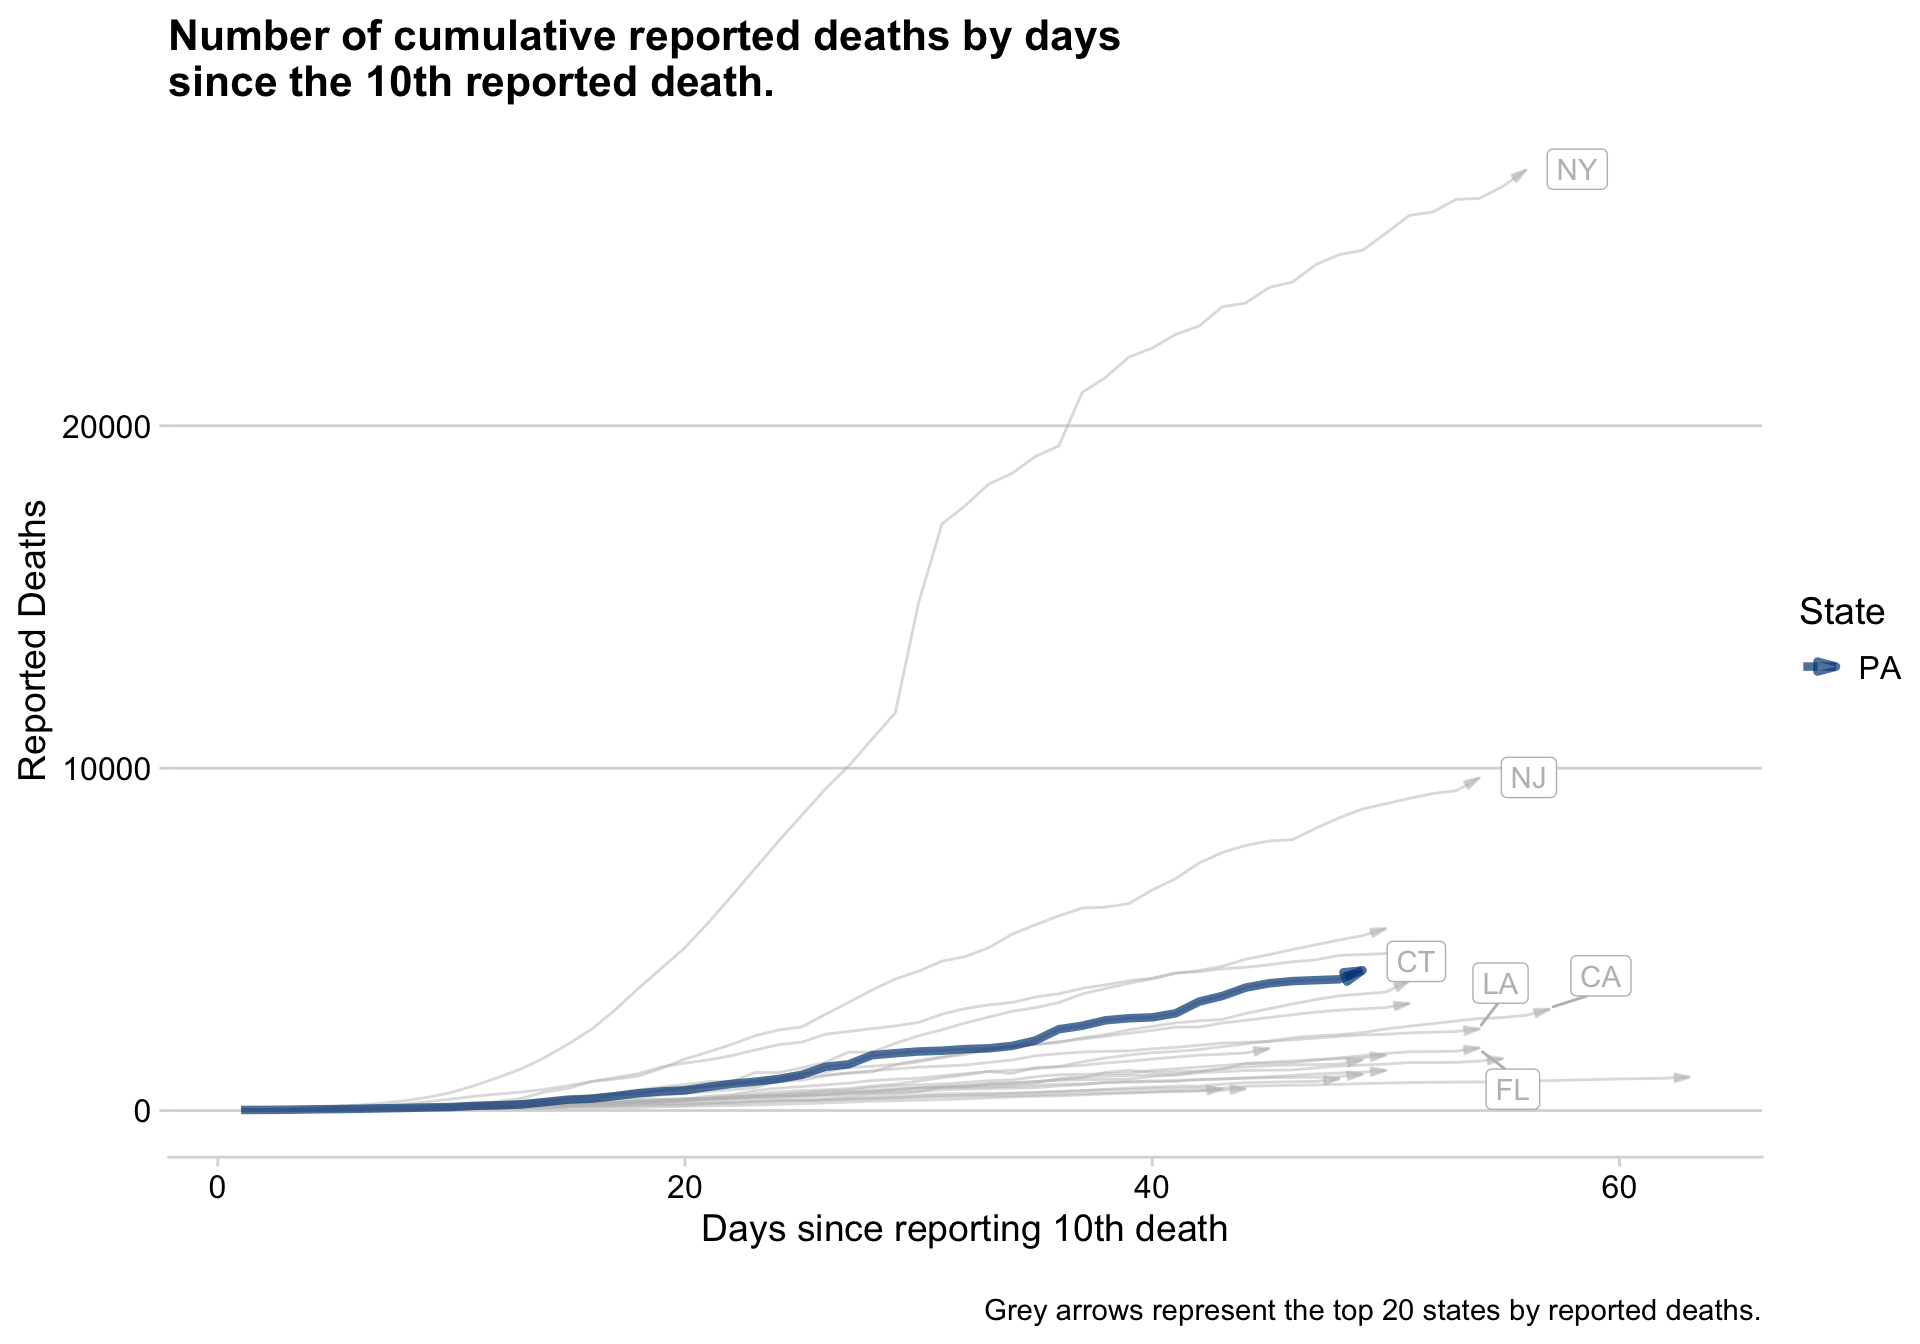 Number of cumulative reported deaths by days
since the 10th reported death.
NY
20000
Reported Deaths
State
PA
10000
NJ
CT
LA
CA
FL
0
0
20
40
60
Days since reporting 10th death
Grey arrows represent the top 20 states by reported deaths.